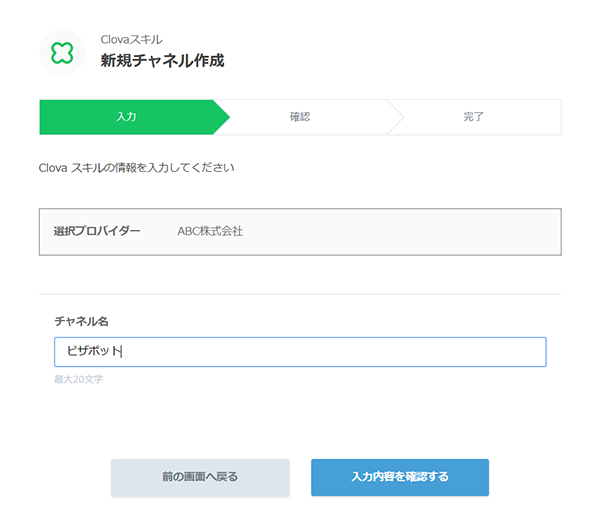 Clovaスキル
新規チャネル作成
入力
確認
完了
Clova スキルの情報を入力してください
選択プロバイダー ABC株式会社
チャネル名
ピザボット
最大20文字
前の画面へ戻る
入力内容を確認する